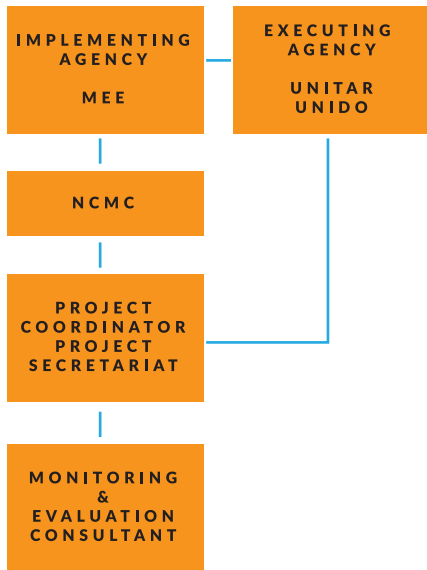 IMPLEMENTING
AGENCY
MEE
EXECUTING
AGENCY
UNITAR
UNIDO
NCMC
PROJECT
COORDINATOR
PROJECT
SECRETARIAT
MONITORING
&
EVALUATION
CONSULTANT